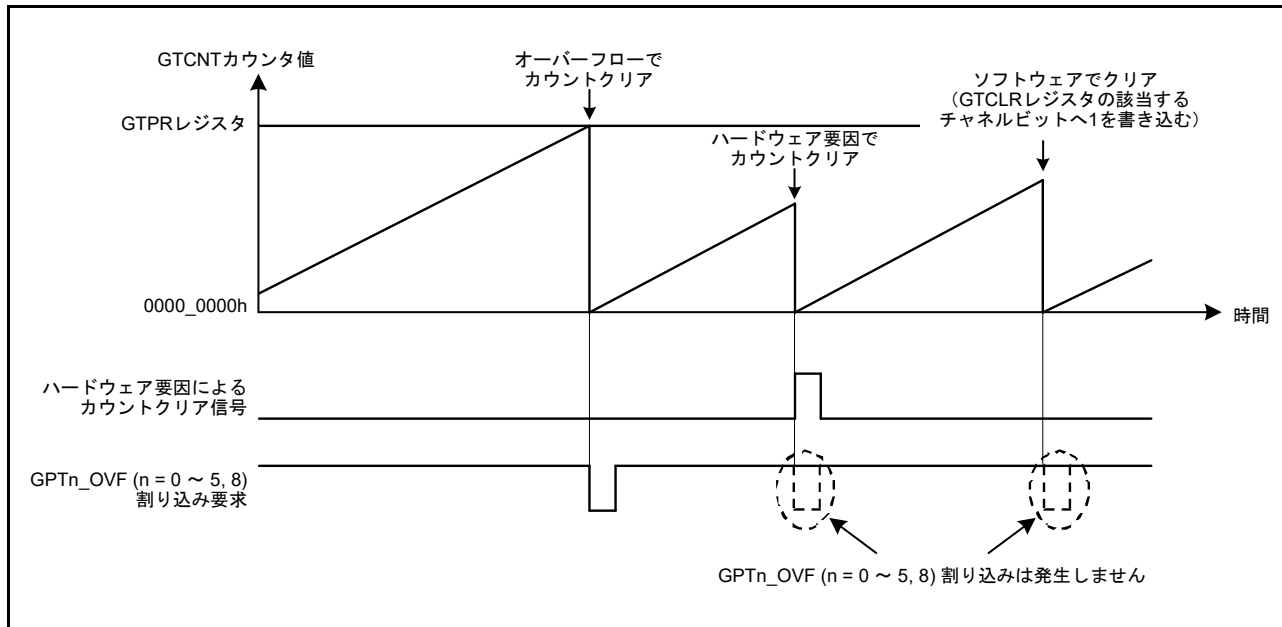 GTCNTカウンタ値
オーバーフローで
カウントクリア
ソフトウェアでクリア
（GTCLRレジスタの該当する
チャネルビットへ1を書き込む）
GTPRレジスタ
ハードウェア要因で
カウントクリア
0000_0000h
時間
ハードウェア要因による
カウントクリア信号
GPTn_OVF (n = 0 ～ 5, 8)
割り込み要求
GPTn_OVF (n = 0 ～ 5, 8) 割り込みは発生しません